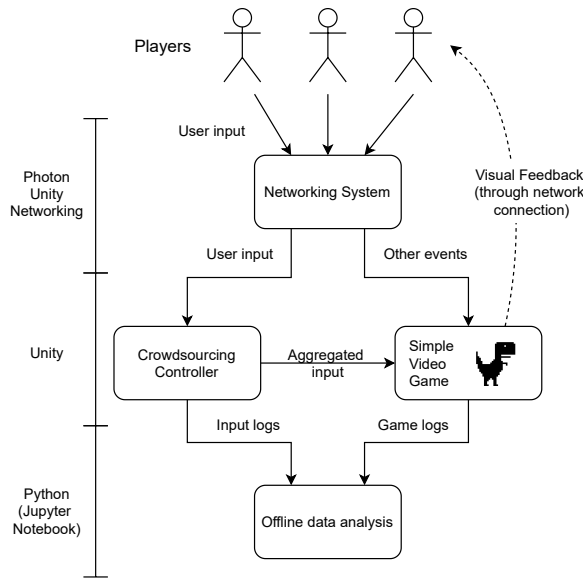 Players
User input
Photon
Unity
Networking
Networking System
Visual Feedback
(through network
connection)
User input
Other events
Unity
Crowdsourcing
Controller
Aggregated
input
Simple
Video
Game
Input logs
Game logs
Python
(Jupyter
Notebook)
Offline data analysis